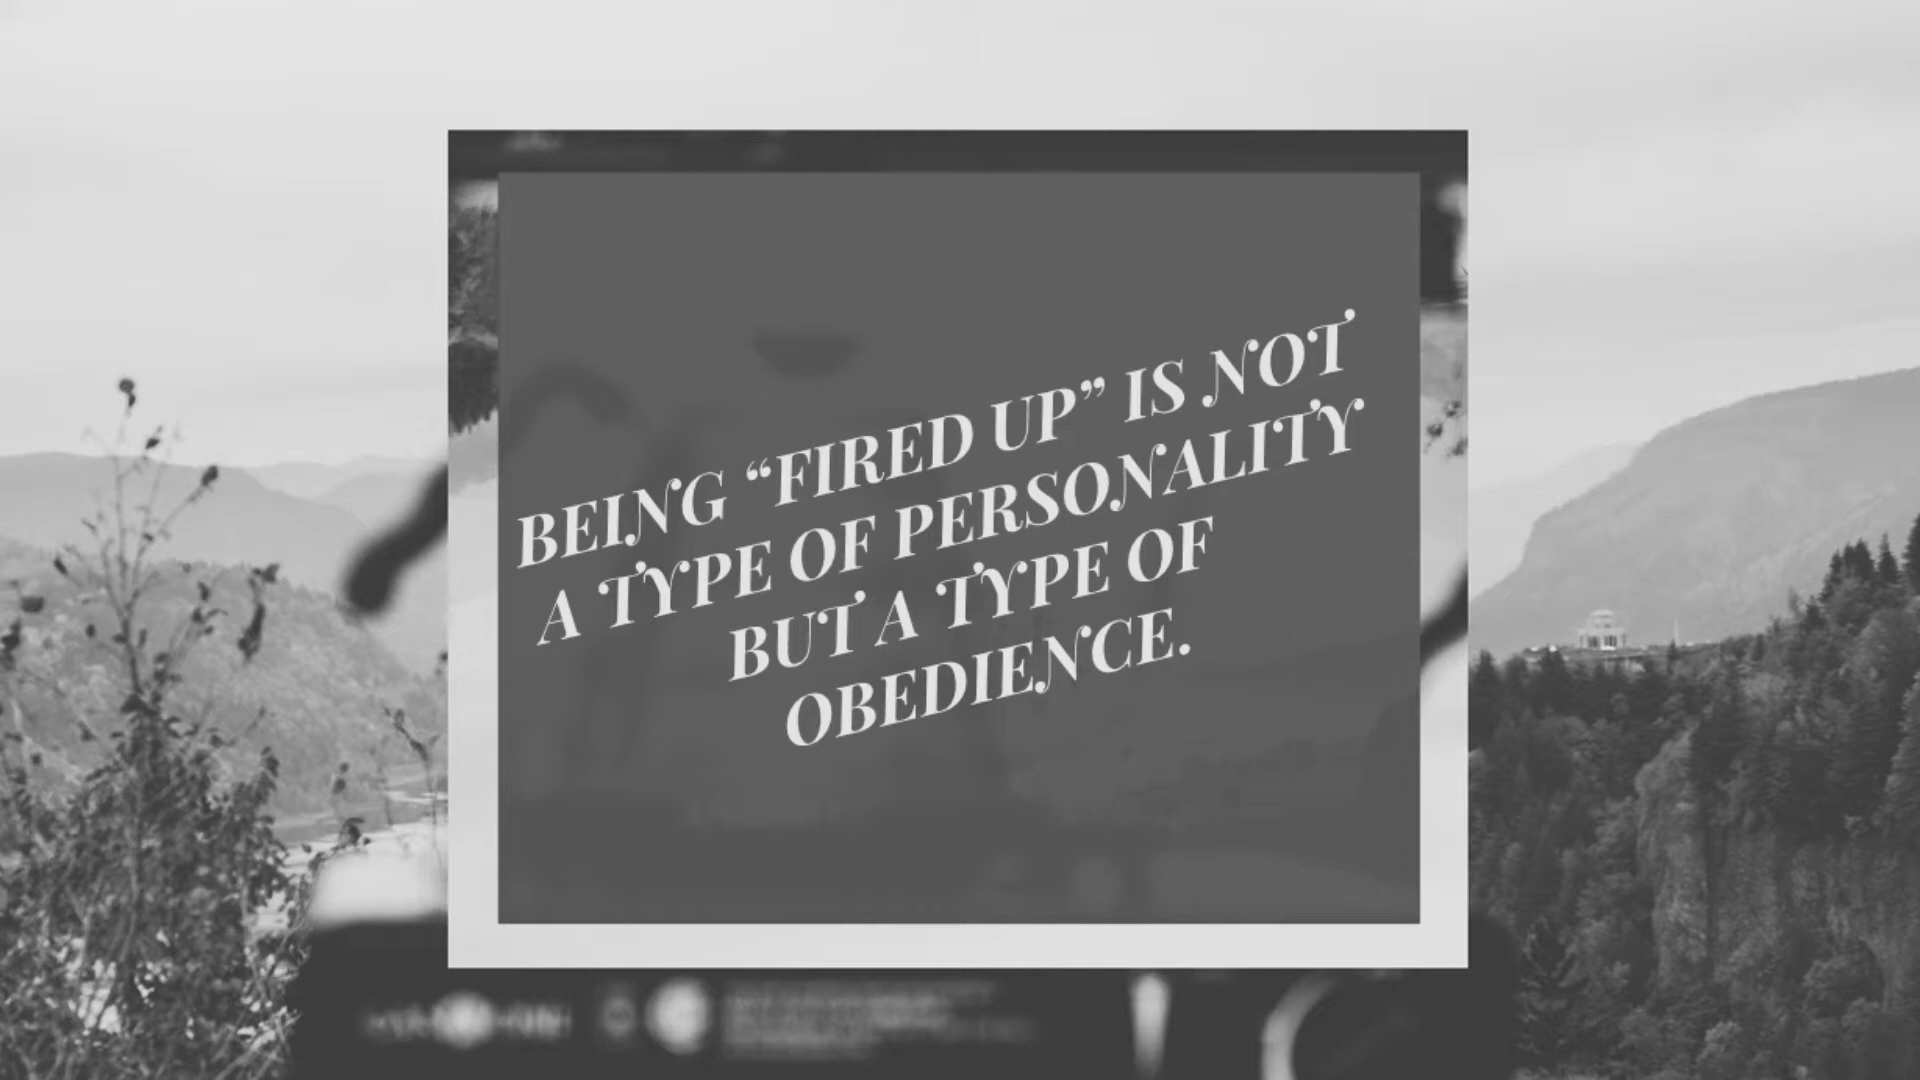 BEING “FIRED UP” IS NOT
A TYPE OF PERSONALITY
BUT A TYPE OF
OBEDIENCE.